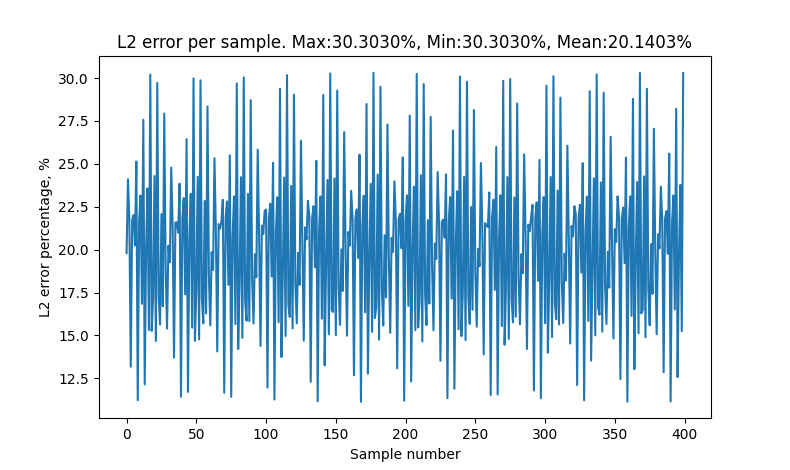 L2 error per sample. Max:30.3030%, Min:30.3030%, Mean:20.1403%
L2 error percentage, %
30.0
27.5
25.0
22.5
20.0
17.5
15.0
12.5
0 50 100 150 200 250 300 350 400
Sample number